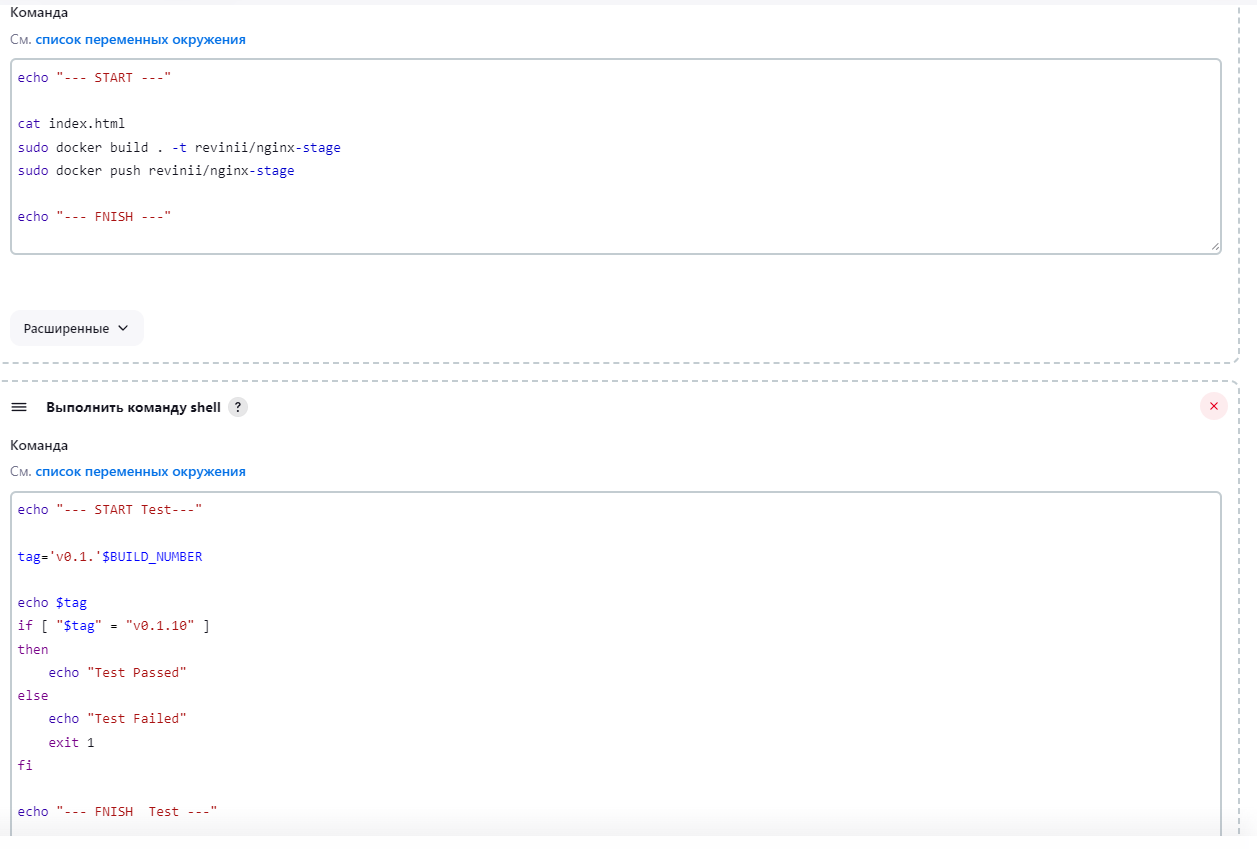 Команда
См. список переменных окружения
echo "--- START ---"
cat index.html
sudo docker build . -t revinii/nginx-stage
sudo docker push revinii/nginx-stage
echo "--- FNISH ---"
Расширенные
Выполнить команду shell ?
Команда
См. список переменных окружения
echo "--- START Test---"
tag='v0.1.'$BUILD_NUMBER
echo $tag
if [ "$tag" = "v0.1.10" ]
then
    echo "Test Passed"
else
    echo "Test Failed"
    exit 1
fi
echo "--- FNISH  Test ---"